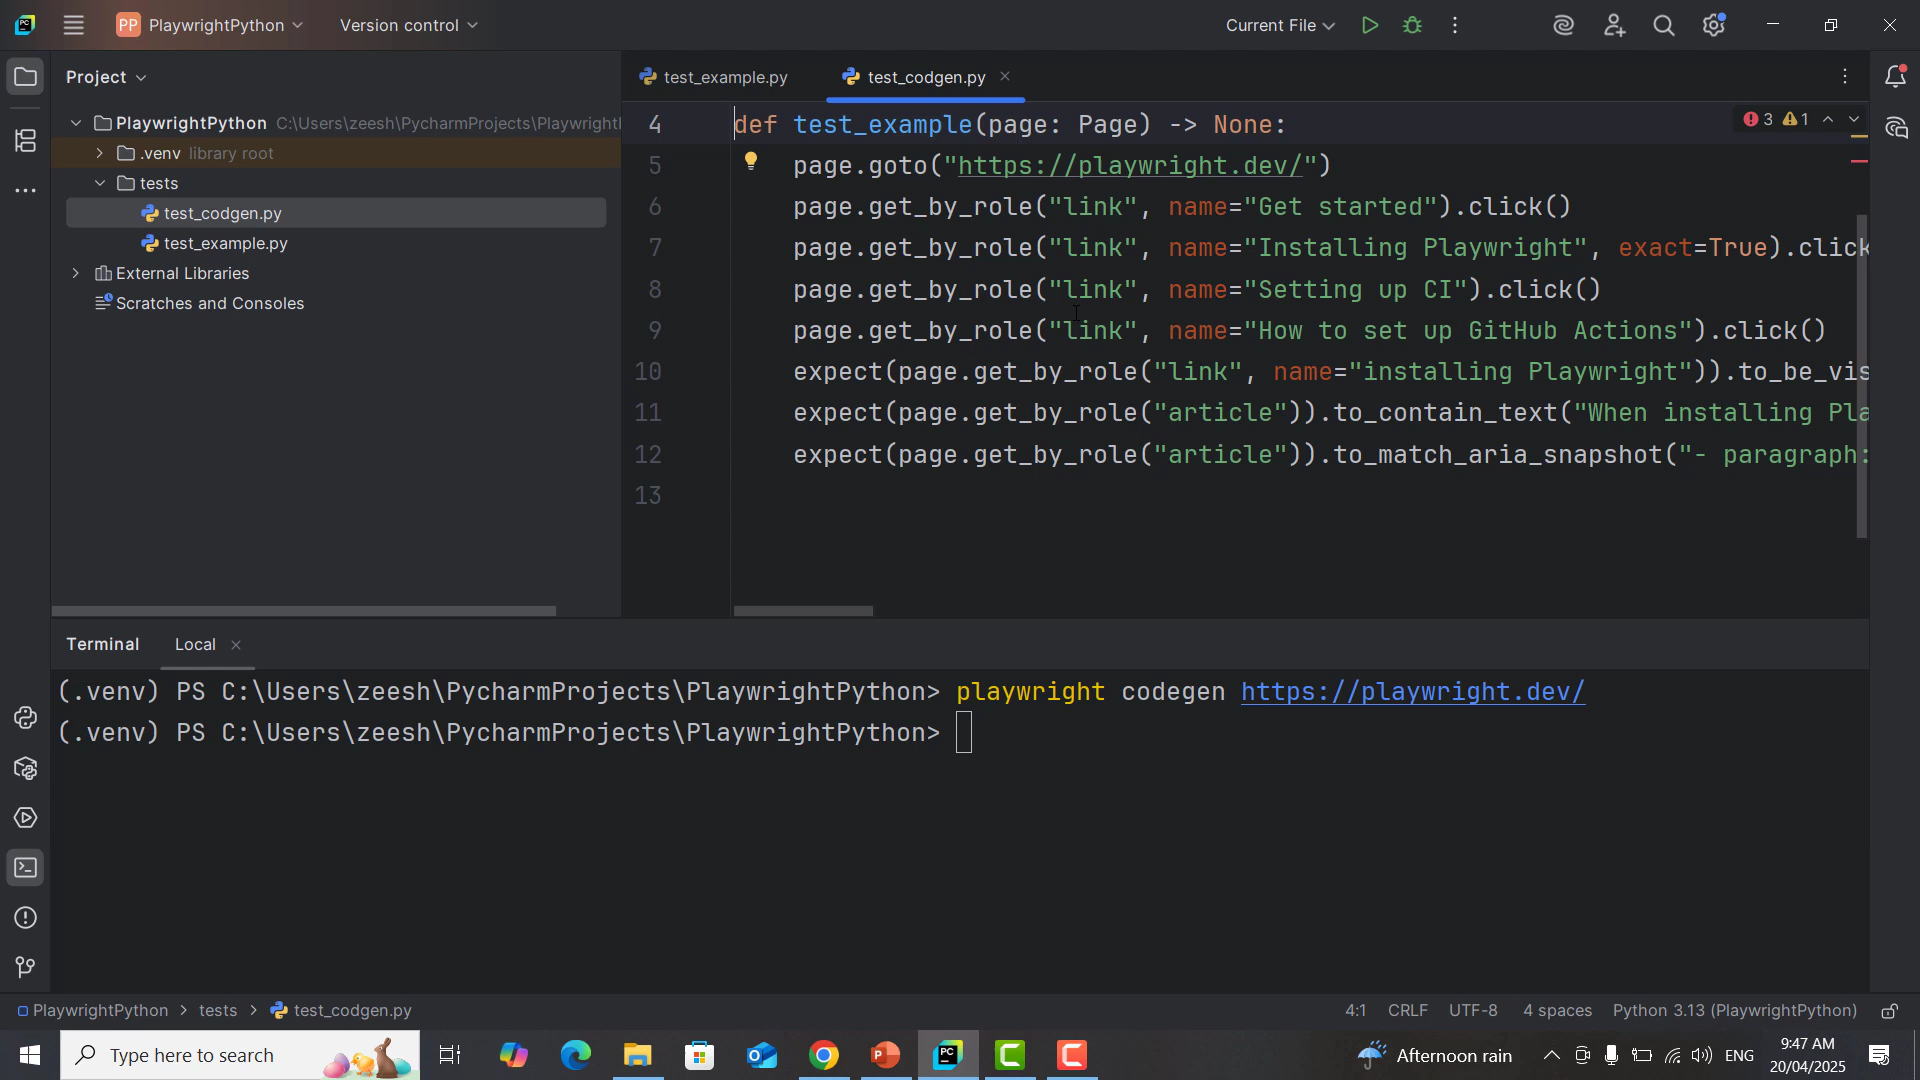 PC
PP PlaywrightPython
Version control
Current File
Project
PlaywrightPython C:\Users\zeesh\PycharmProjects\Playwright
.venv library root
tests
test_codgen.py
test_example.py
External Libraries
Scratches and Consoles
test_example.py
test_codgen.py
3 1
4 def test_example(page: Page) -> None:
5 page.goto("https://playwright.dev/")
6 page.get_by_role("link", name="Get started").click()
7 page.get_by_role("link", name="Installing Playwright", exact=True).click
8 page.get_by_role("link", name="Setting up CI").click()
9 page.get_by_role("link", name="How to set up GitHub Actions").click()
10 expect(page.get_by_role("link", name="installing Playwright")).to_be_vis
11 expect(page.get_by_role("article")).to_contain_text("When installing Pla
12 expect(page.get_by_role("article")).to_match_aria_snapshot("- paragraph:
13
Terminal
Local
(.venv) PS C:\Users\zeesh\PycharmProjects\PlaywrightPython> playwright codegen https://playwright.dev/
(.venv) PS C:\Users\zeesh\PycharmProjects\PlaywrightPython>
PlaywrightPython > tests > test_codgen.py
4:1 CRLF UTF-8 4 spaces Python 3.13 (PlaywrightPython)
Type here to search
Afternoon rain
ENG
9:47 AM
20/04/2025